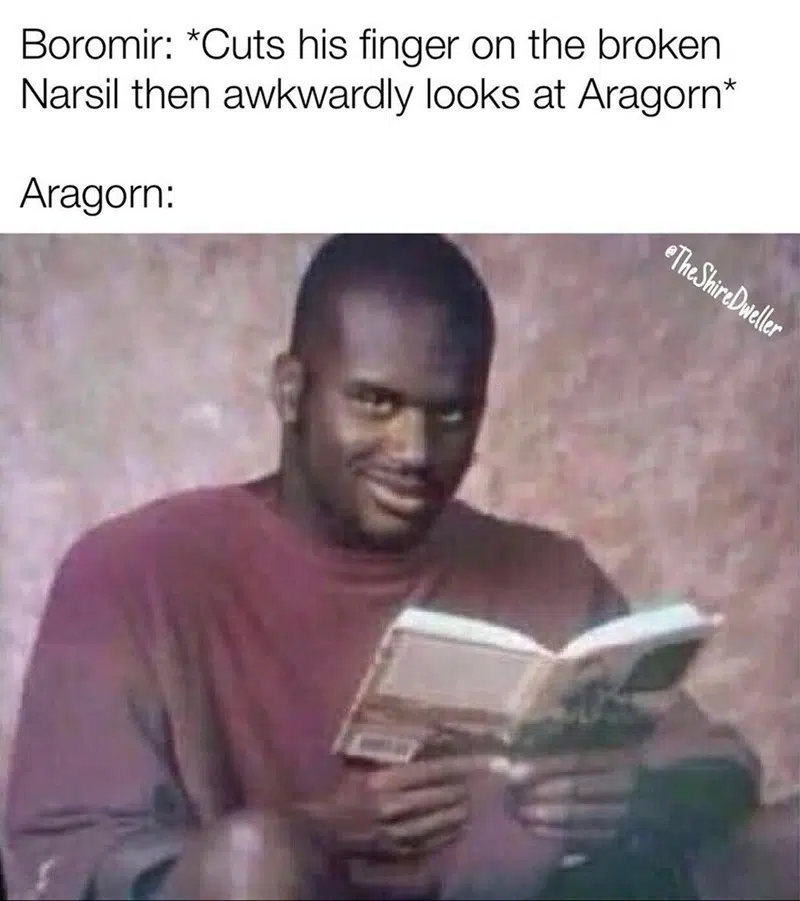 Boromir: *Cuts his finger on the broken
Narsil then awkwardly looks at Aragorn*
Aragorn:
@TheShireDweller